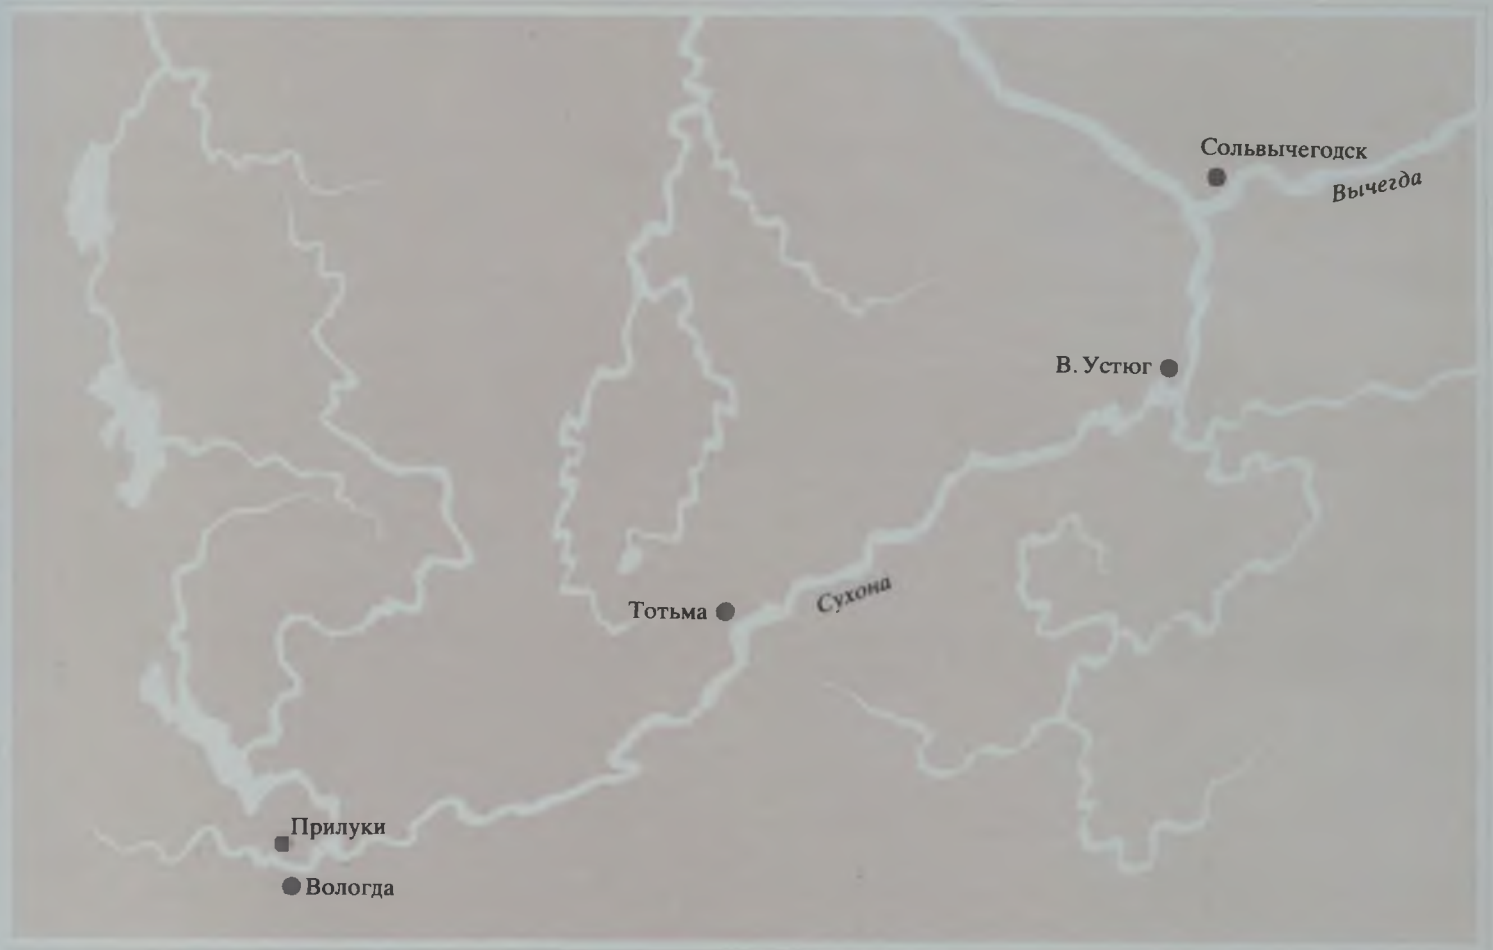 Сольвычегодск
Вычегда
В. Устюг
Сухона
Тотьма
Прилуки
Вологда